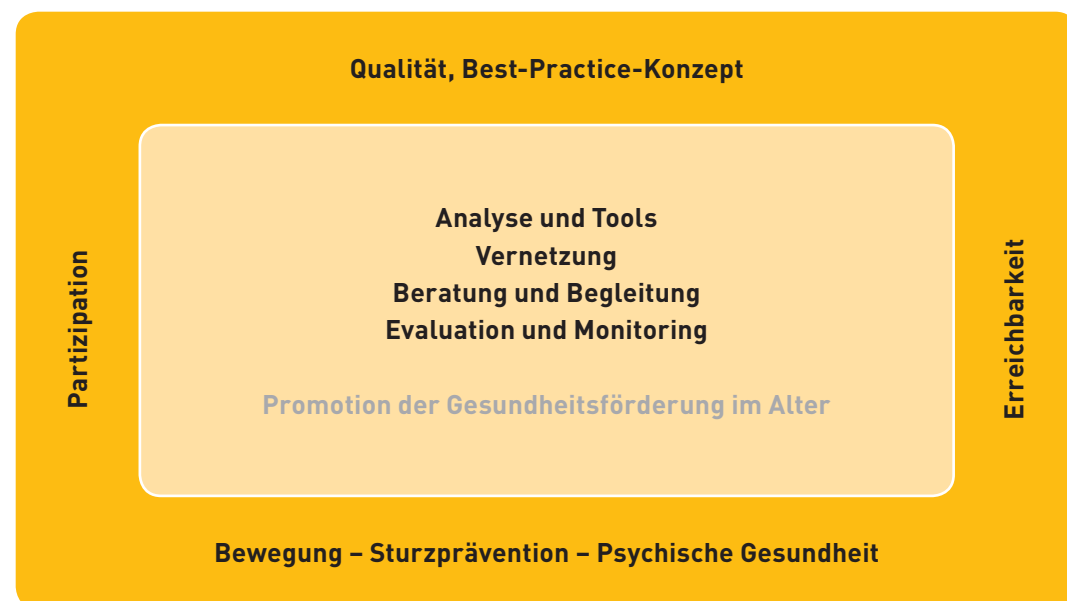 Qualität, Best-Practice-Konzept
Partizipation
Analyse und Tools
Vernetzung
Beratung und Begleitung
Evaluation und Monitoring
Promotion der Gesundheitsförderung im Alter
Erreichbarkeit
Bewegung – Sturzprävention – Psychische Gesundheit